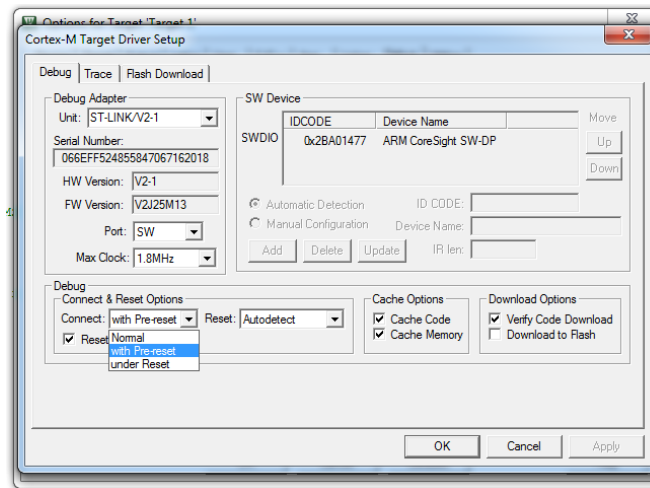 Options for Target 'Target 1'
Cortex-M Target Driver Setup
Debug Trace Flash Download
Debug Adapter
Unit: ST-LINK/V2-1
Serial Number:
066EFF524855847067162018
HW Version: V2-1
FW Version: V2J25M13
Port: SW
Max Clock: 1.8MHz
SW Device
IDCODE Device Name
SWDIO 0x2BA01477 ARM CoreSight SW-DP
Move
Up
Down
Automatic Detection ID CODE:
Manual Configuration Device Name:
Add Delete Update IR len:
Debug
Connect & Reset Options
Connect: with Pre-reset Reset: Autodetect
Reset
Normal
with Pre-reset
under Reset
Cache Options
Cache Code
Cache Memory
Download Options
Verify Code Download
Download to Flash
OK Cancel Apply